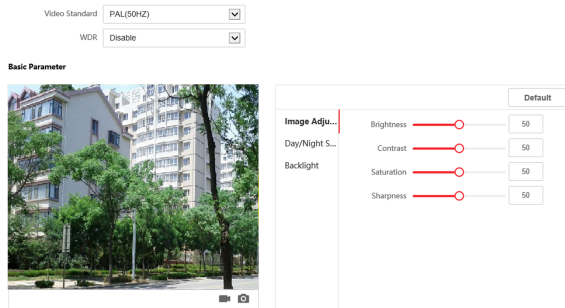 Video Standard PAL(50HZ)
WDR Disable
Basic Parameter
Default
Image Adju...
Day/Night S...
Backlight
Brightness 50
Contrast 50
Saturation 50
Sharpness 50